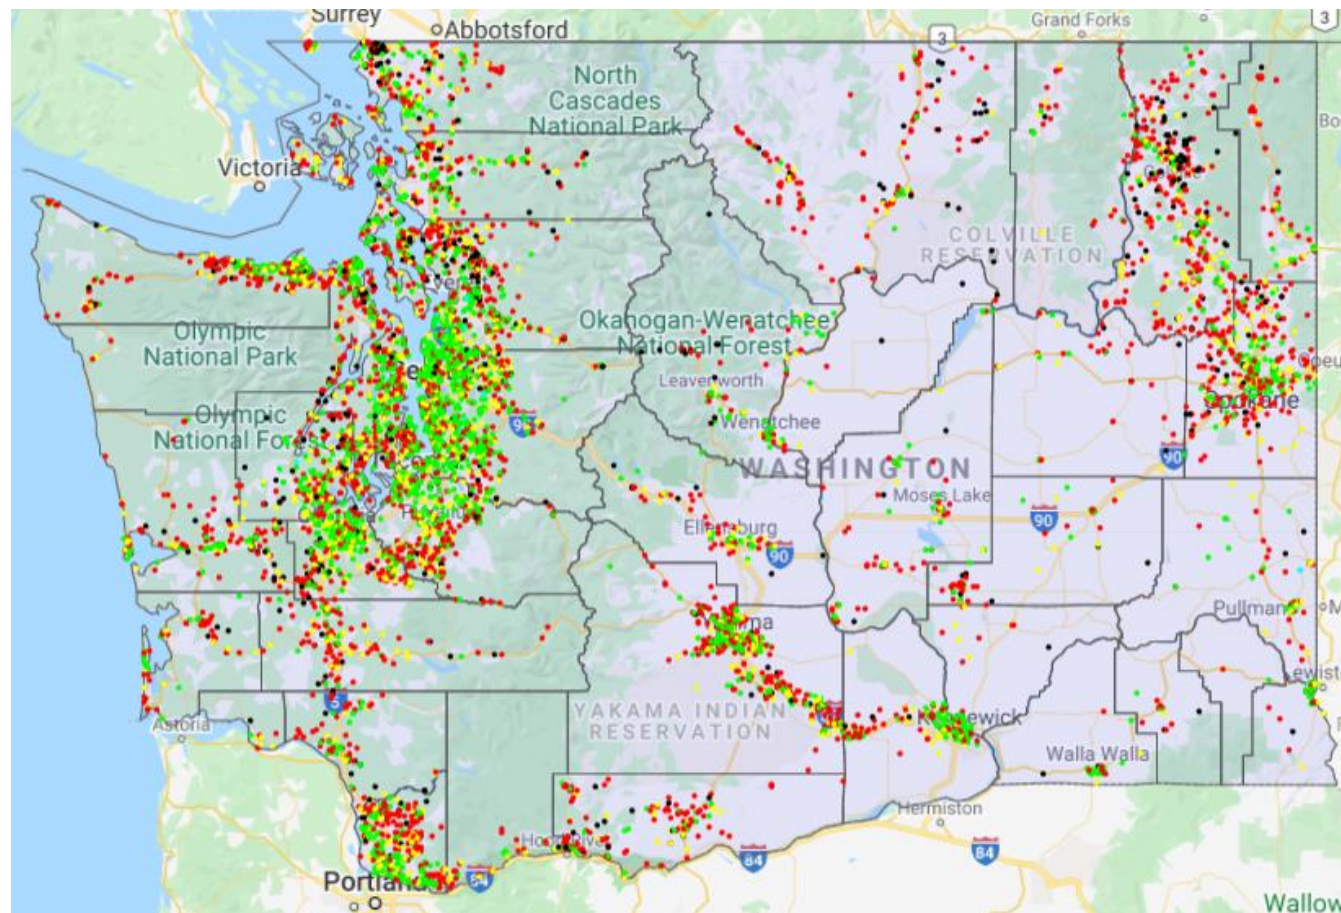 Surrey
Abbotsford
Grand Forks
3
3
North
Cascades
National Park
Victoria
COLVILLE
RESERVATION
Olympic
National Park
Okanogan-Wenatchee
National Forest
Leavenworth
Olympic
National Forest
Wenatchee
Spokane
90
WASHINGTON
Moses Lake
90
Ellensburg
90
Pullman
5
YAKAMA INDIAN
RESERVATION
Astoria
Kennewick
Walla Walla
Hermiston
84
84
84
Portland
Wallow